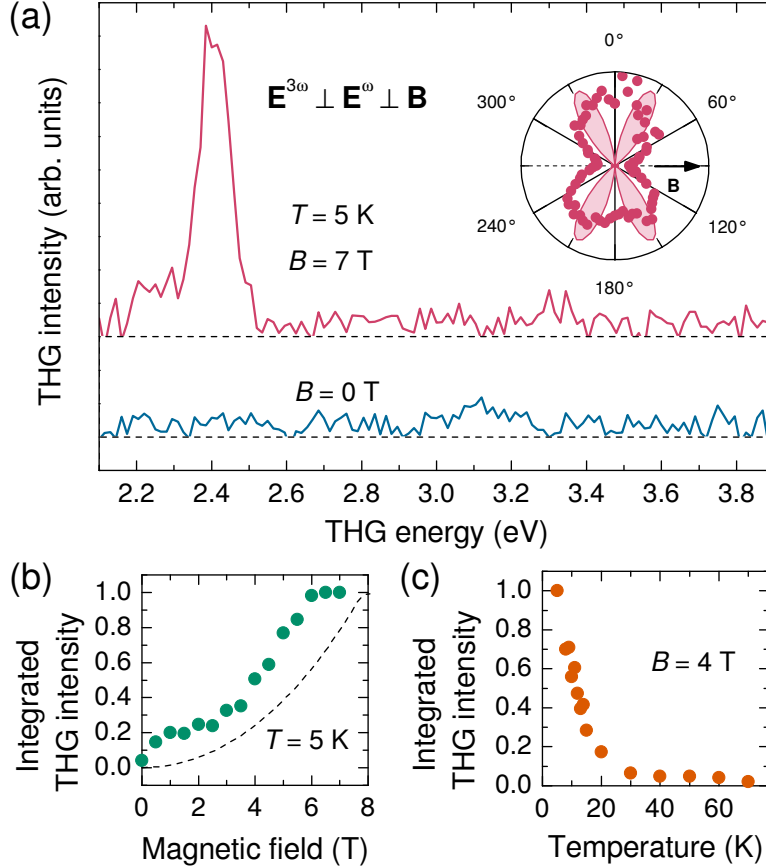 (a)
THG intensity (arb. units)
E³ω ⊥ Eω ⊥ B
T = 5 K
B = 7 T
B = 0 T
0°
60°
120°
180°
240°
300°
B
2.2 2.4 2.6 2.8 3.0 3.2 3.4 3.6 3.8
THG energy (eV)
(b)
Integrated
THG intensity
1.0
0.8
0.6
0.4
0.2
0.0
T = 5 K
0 2 4 6 8
Magnetic field (T)
(c)
Integrated
THG intensity
1.0
0.8
0.6
0.4
0.2
0.0
B = 4 T
0 20 40 60
Temperature (K)